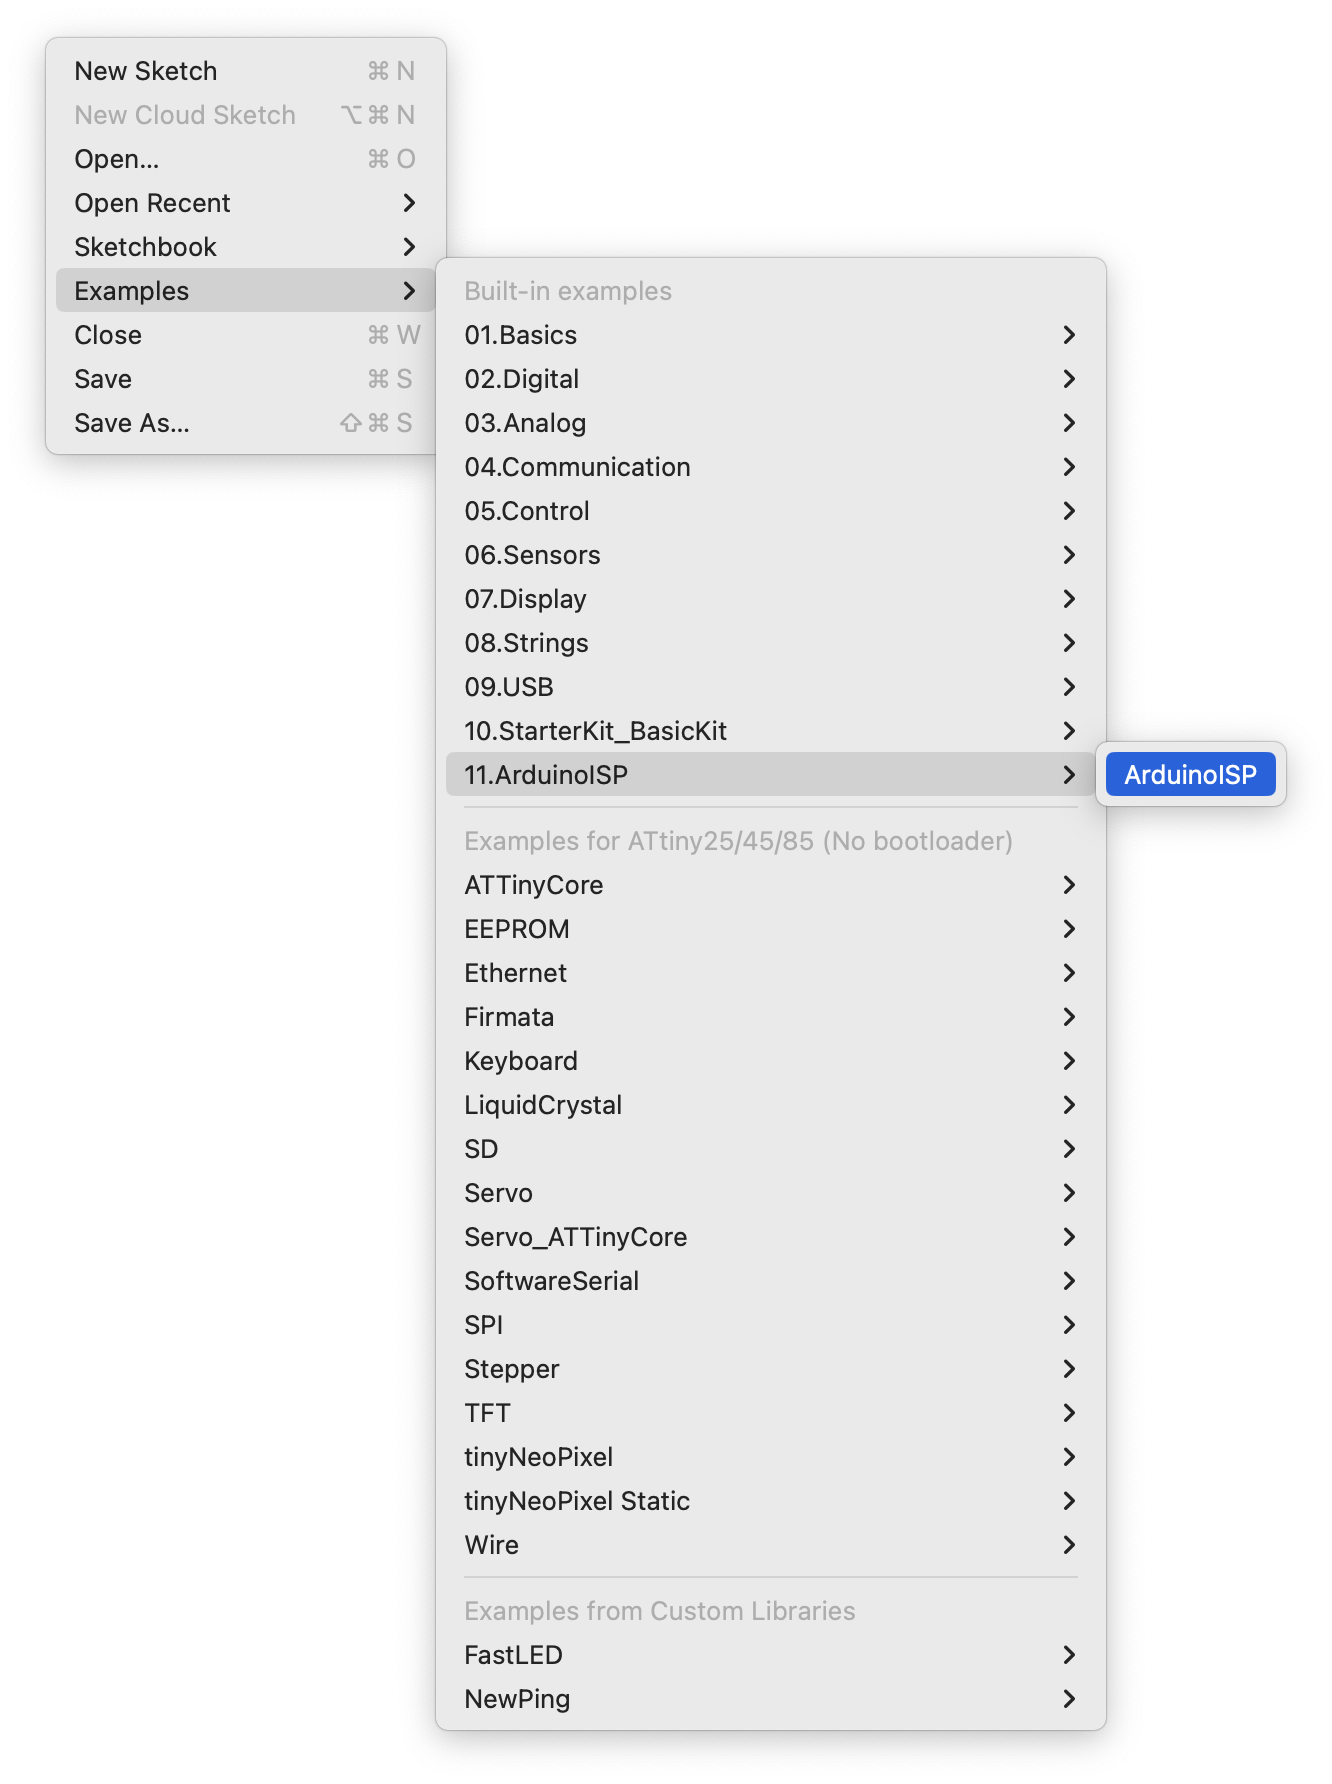 New Sketch ⌘ N
New Cloud Sketch ⌥ ⌘ N
Open... ⌘ O
Open Recent
Sketchbook
Examples
Close ⌘ W
Save ⌘ S
Save As... ⇧ ⌘ S
Built-in examples
01.Basics
02.Digital
03.Analog
04.Communication
05.Control
06.Sensors
07.Display
08.Strings
09.USB
10.StarterKit_BasicKit
11.ArduinoISP
ArduinoISP
Examples for ATtiny25/45/85 (No bootloader)
ATTinyCore
EEPROM
Ethernet
Firmata
Keyboard
LiquidCrystal
SD
Servo
Servo_ATTinyCore
SoftwareSerial
SPI
Stepper
TFT
tinyNeoPixel
tinyNeoPixel Static
Wire
Examples from Custom Libraries
FastLED
NewPing